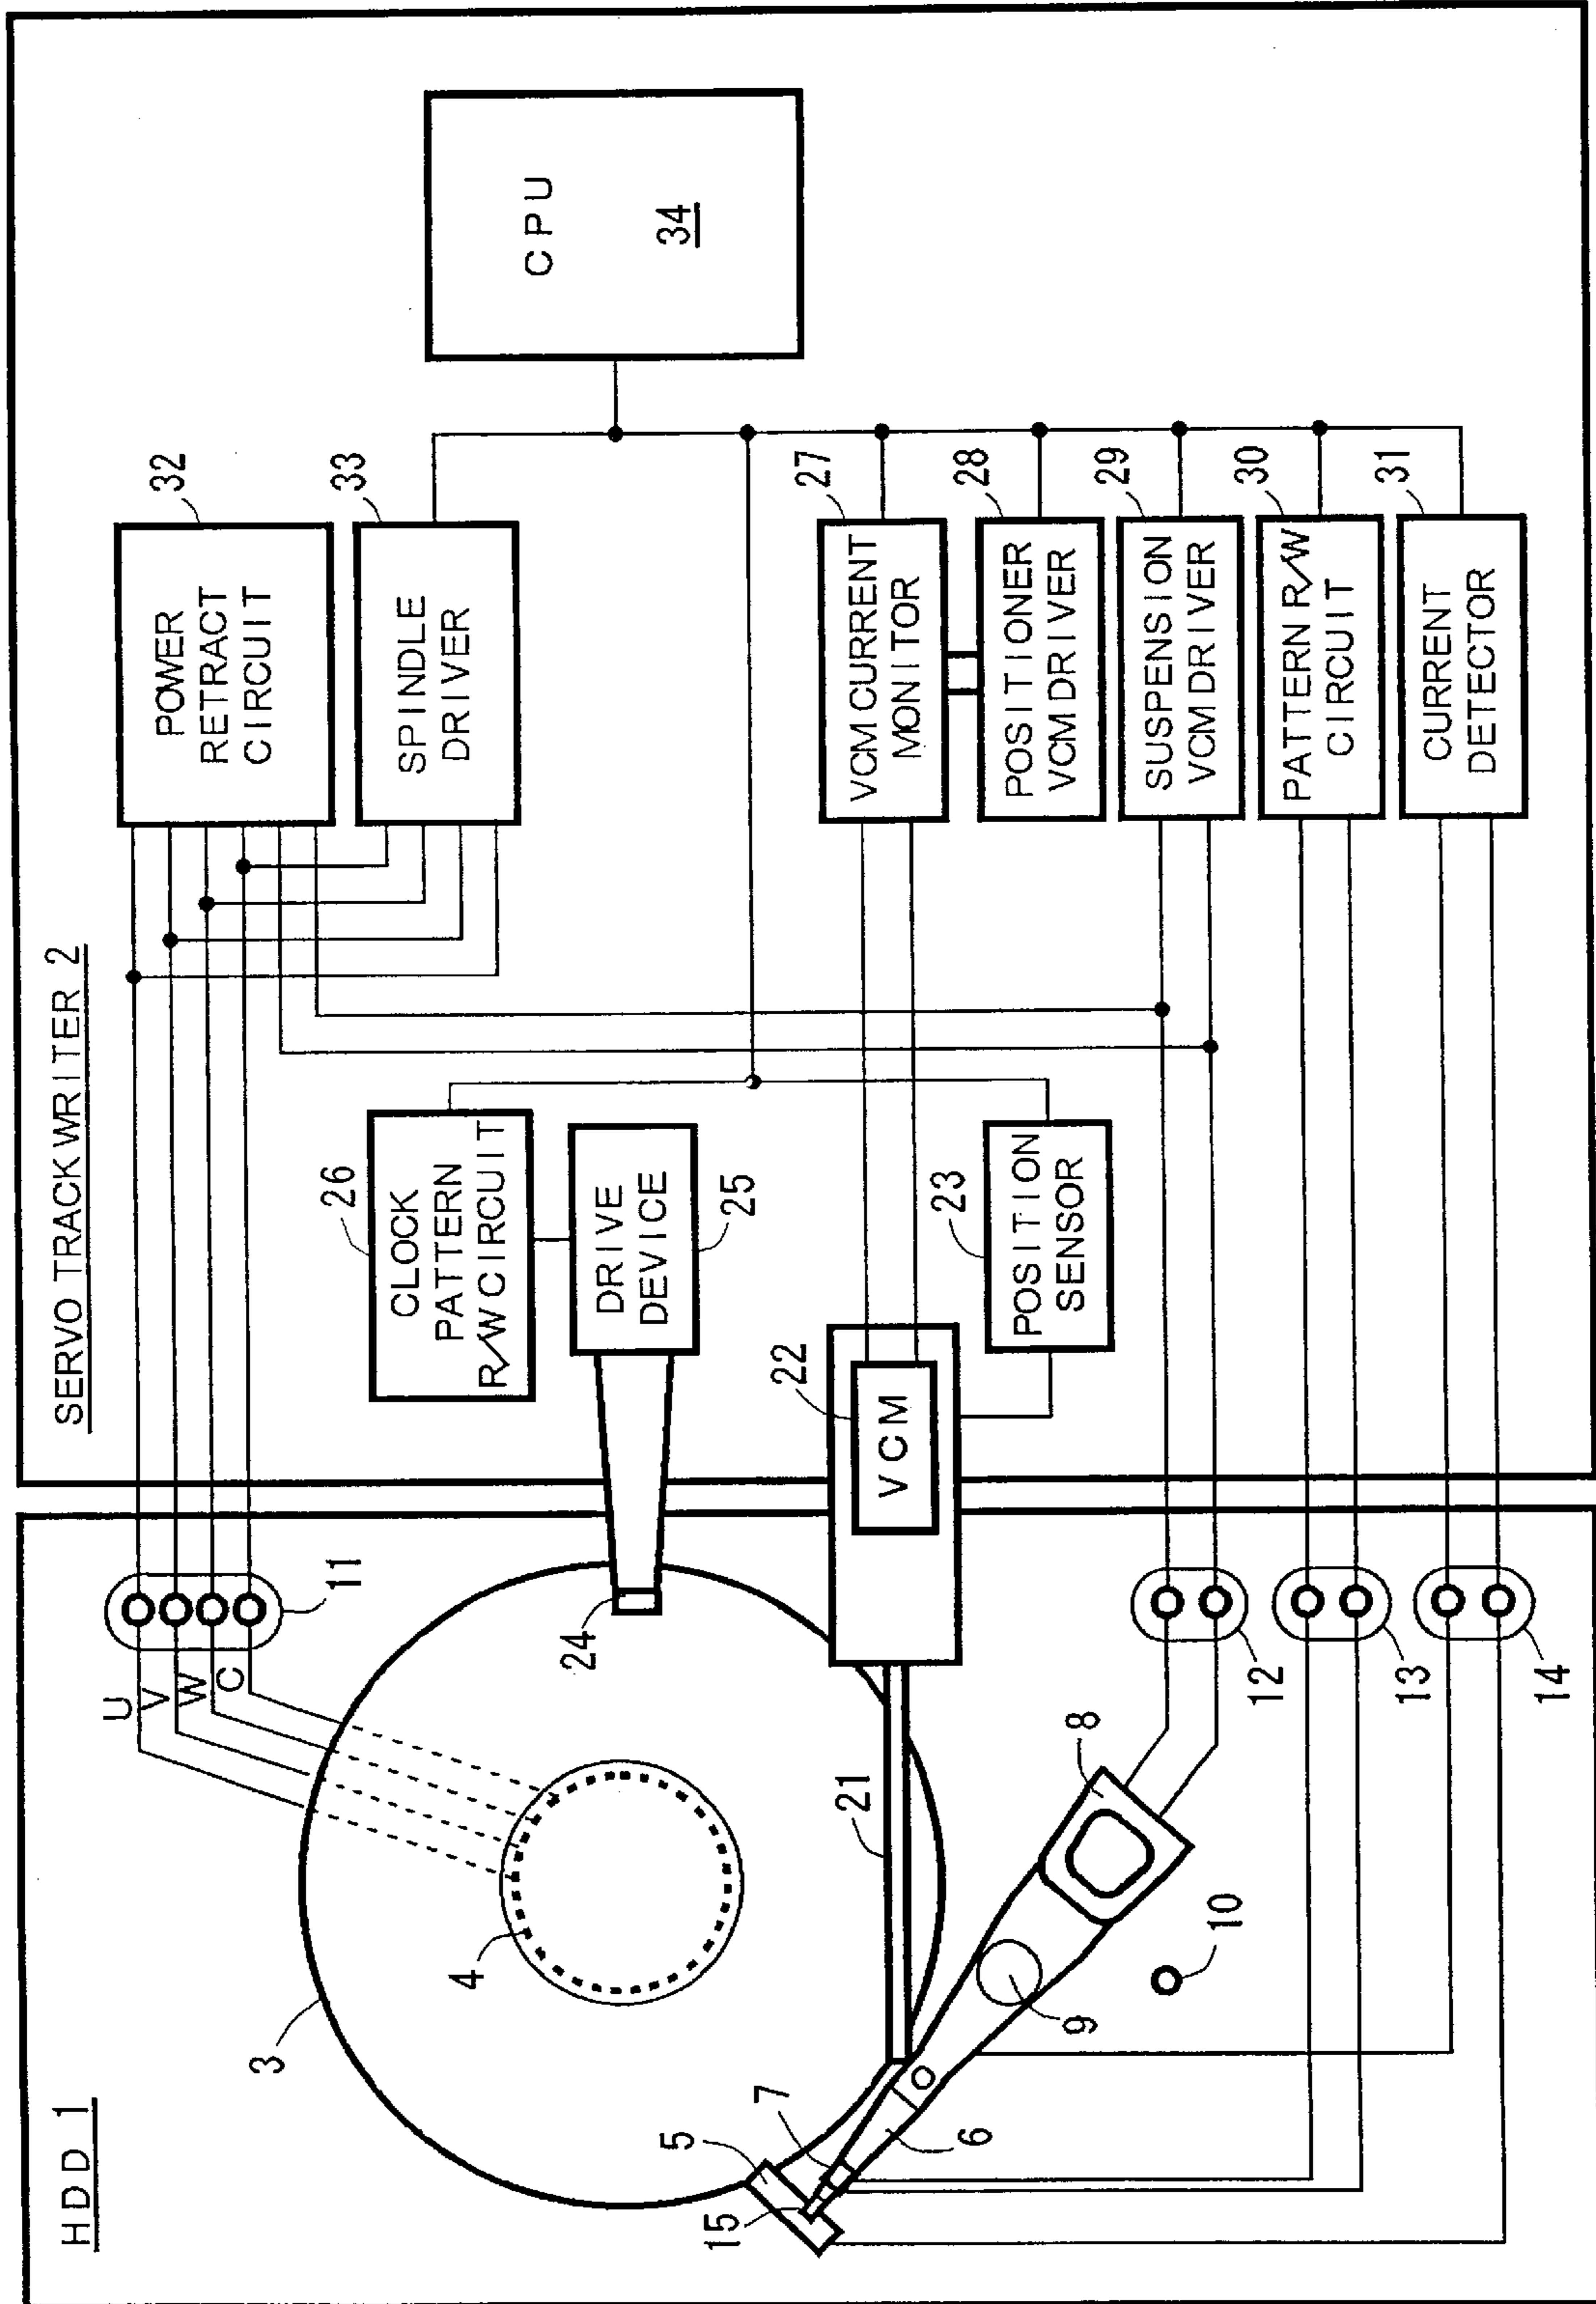 HDD 1
SERVO TRACK WRITER 2
U
V
W
C
11
3
4
24
5
7
15
6
21
9
8
10
12
13
14
26
CLOCK
PATTERN
R/W CIRCUIT
DRIVE
DEVICE
25
22
VCM
23
POSITION
SENSOR
32
POWER
RETRACT
CIRCUIT
33
SPINDLE
DRIVER
27
VCM CURRENT
MONITOR
28
POSITIONER
VCM DRIVER
29
SUSPENSION
VCM DRIVER
30
PATTERN R/W
CIRCUIT
31
CURRENT
DETECTOR
CPU
34